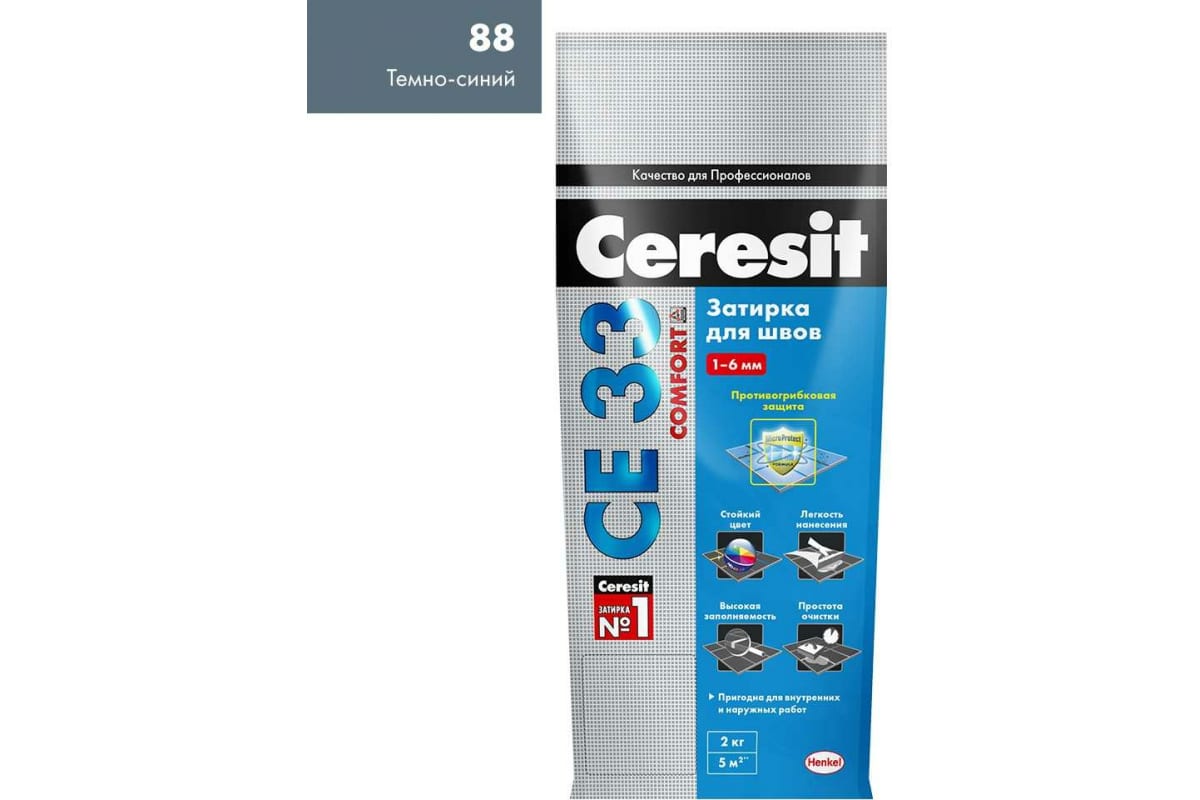 88
Темно-синий
Качество для Профессионалов
Ceresit
CE 33
COMFORT
Затирка
для швов
1-6 мм
Противогрибковая
защита
MicroProtect
FORMULA
Стойкий
цвет
Легкость
нанесения
Высокая
заполняемость
Простота
очистки
Ceresit
ЗАТИРКА
№1
Пригодна для внутренних
и наружных работ
2 кг
5 м²**
Henkel